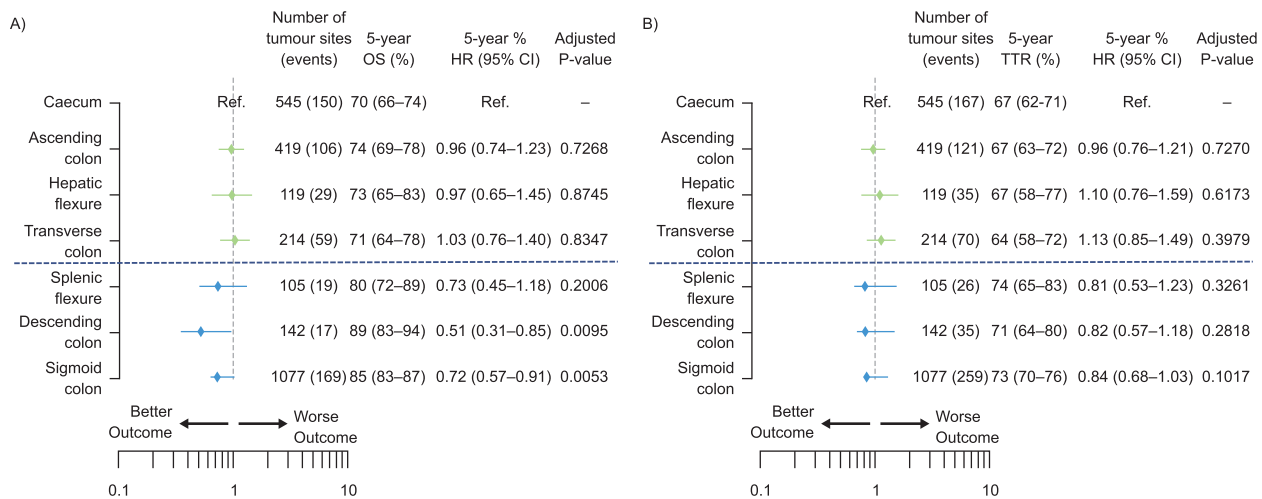 A)
Number of
tumour sites
(events)
5-year
OS (%)
5-year %
HR (95% CI)
Adjusted
P-value
Caecum
Ref.
545 (150)
70 (66–74)
Ref.
–
Ascending
colon
419 (106)
74 (69–78)
0.96 (0.74–1.23)
0.7268
Hepatic
flexure
119 (29)
73 (65–83)
0.97 (0.65–1.45)
0.8745
Transverse
colon
214 (59)
71 (64–78)
1.03 (0.76–1.40)
0.8347
Splenic
flexure
105 (19)
80 (72–89)
0.73 (0.45–1.18)
0.2006
Descending
colon
142 (17)
89 (83–94)
0.51 (0.31–0.85)
0.0095
Sigmoid
colon
1077 (169)
85 (83–87)
0.72 (0.57–0.91)
0.0053
Better
Outcome
Worse
Outcome
0.1
1
10
B)
Number of
tumour sites
(events)
5-year
TTR (%)
5-year %
HR (95% CI)
Adjusted
P-value
Caecum
Ref.
545 (167)
67 (62-71)
Ref.
–
Ascending
colon
419 (121)
67 (63–72)
0.96 (0.76–1.21)
0.7270
Hepatic
flexure
119 (35)
67 (58–77)
1.10 (0.76–1.59)
0.6173
Transverse
colon
214 (70)
64 (58–72)
1.13 (0.85–1.49)
0.3979
Splenic
flexure
105 (26)
74 (65–83)
0.81 (0.53–1.23)
0.3261
Descending
colon
142 (35)
71 (64–80)
0.82 (0.57–1.18)
0.2818
Sigmoid
colon
1077 (259)
73 (70–76)
0.84 (0.68–1.03)
0.1017
Better
Outcome
Worse
Outcome
0.1
1
10